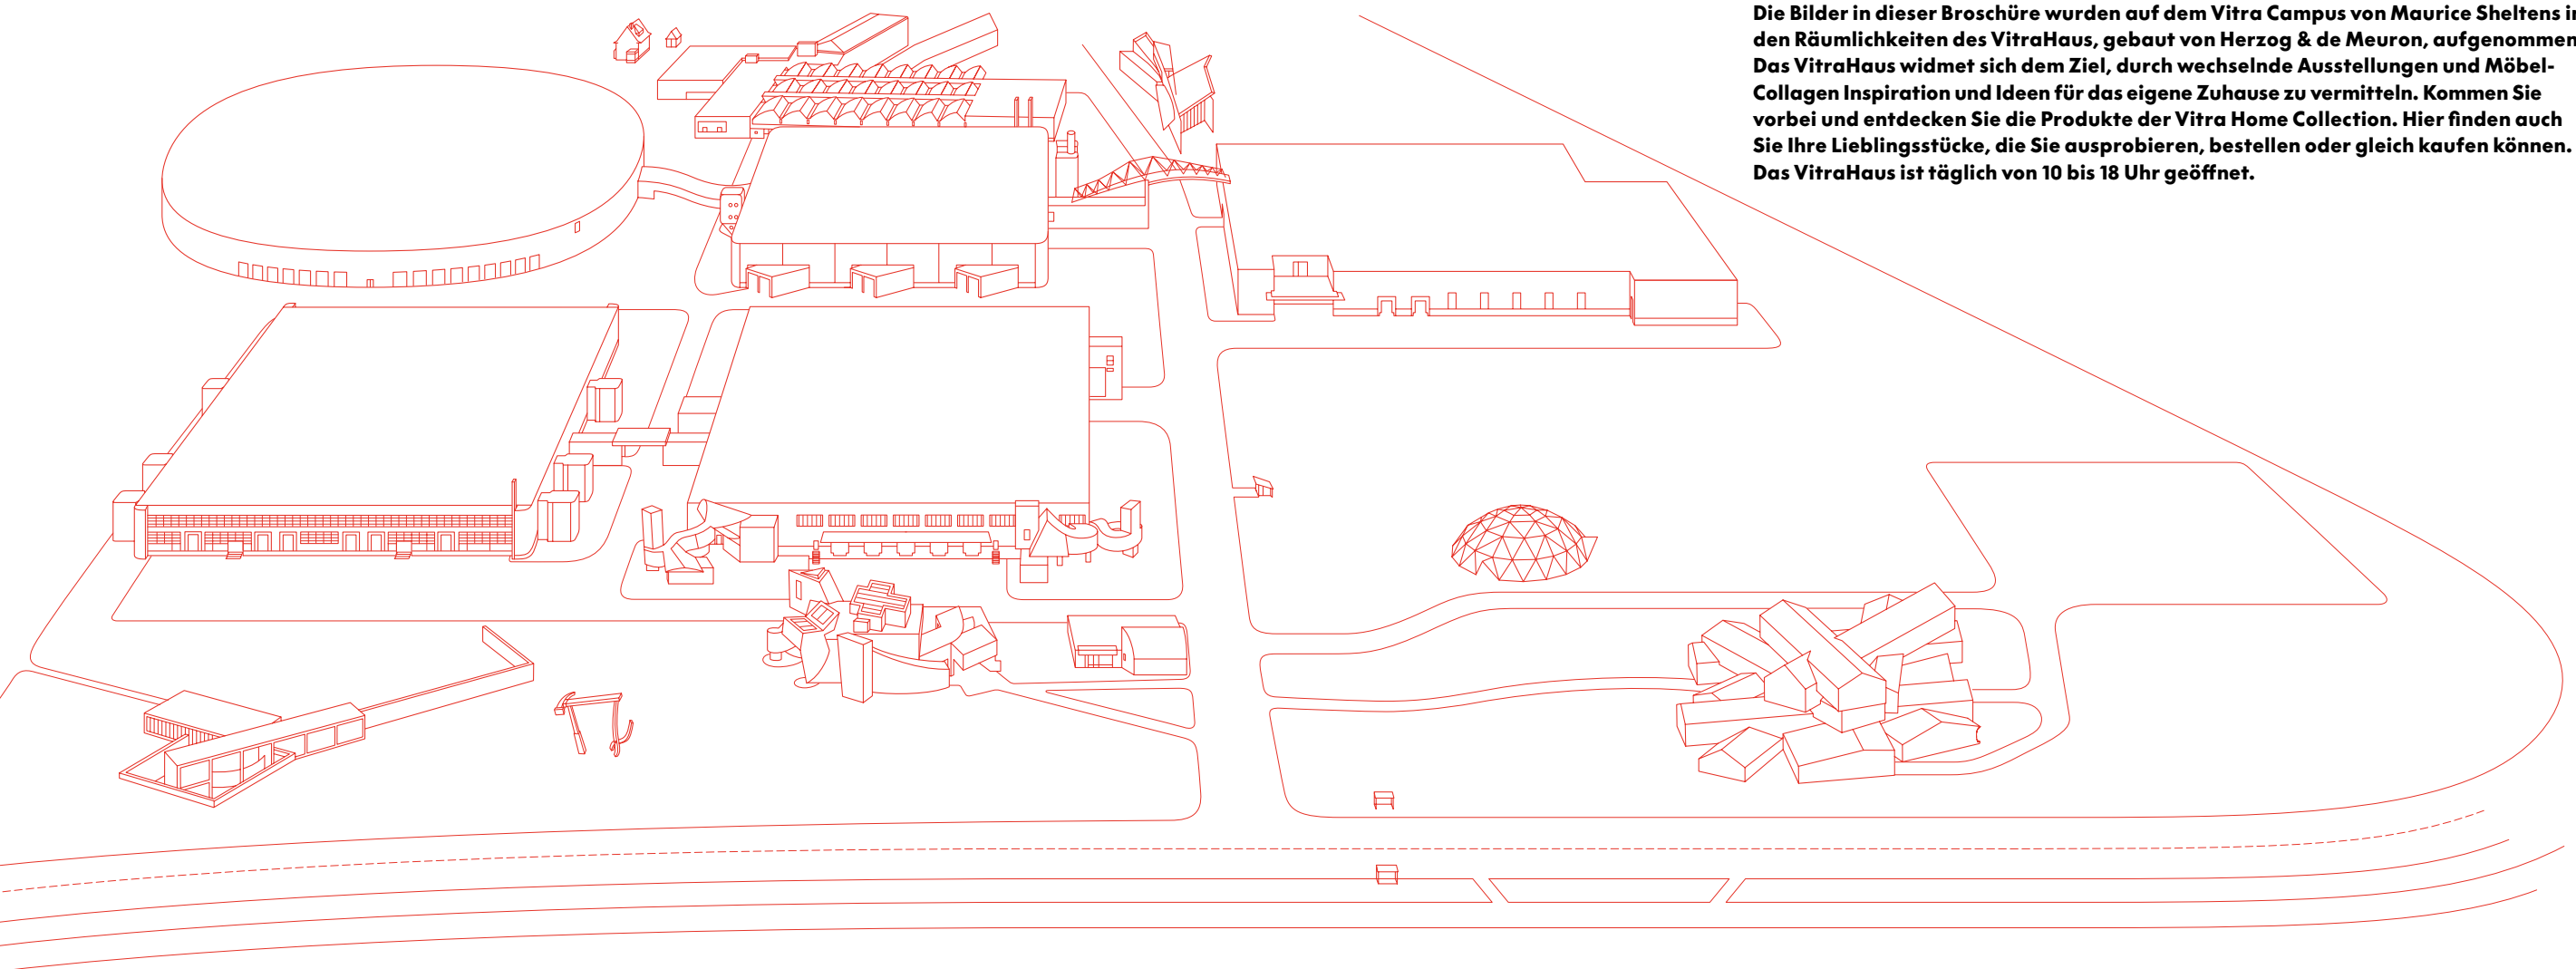 Die Bilder in dieser Broschüre wurden auf dem Vitra Campus von Maurice Sheltens in
den Räumlichkeiten des VitraHaus, gebaut von Herzog & de Meuron, aufgenommen
Das VitraHaus widmet sich dem Ziel, durch wechselnde Ausstellungen und Möbel-
Collagen Inspiration und Ideen für das eigene Zuhause zu vermitteln. Kommen Sie
vorbei und entdecken Sie die Produkte der Vitra Home Collection. Hier finden auch
Sie Ihre Lieblingsstücke, die Sie ausprobieren, bestellen oder gleich kaufen können.
Das VitraHaus ist täglich von 10 bis 18 Uhr geöffnet.